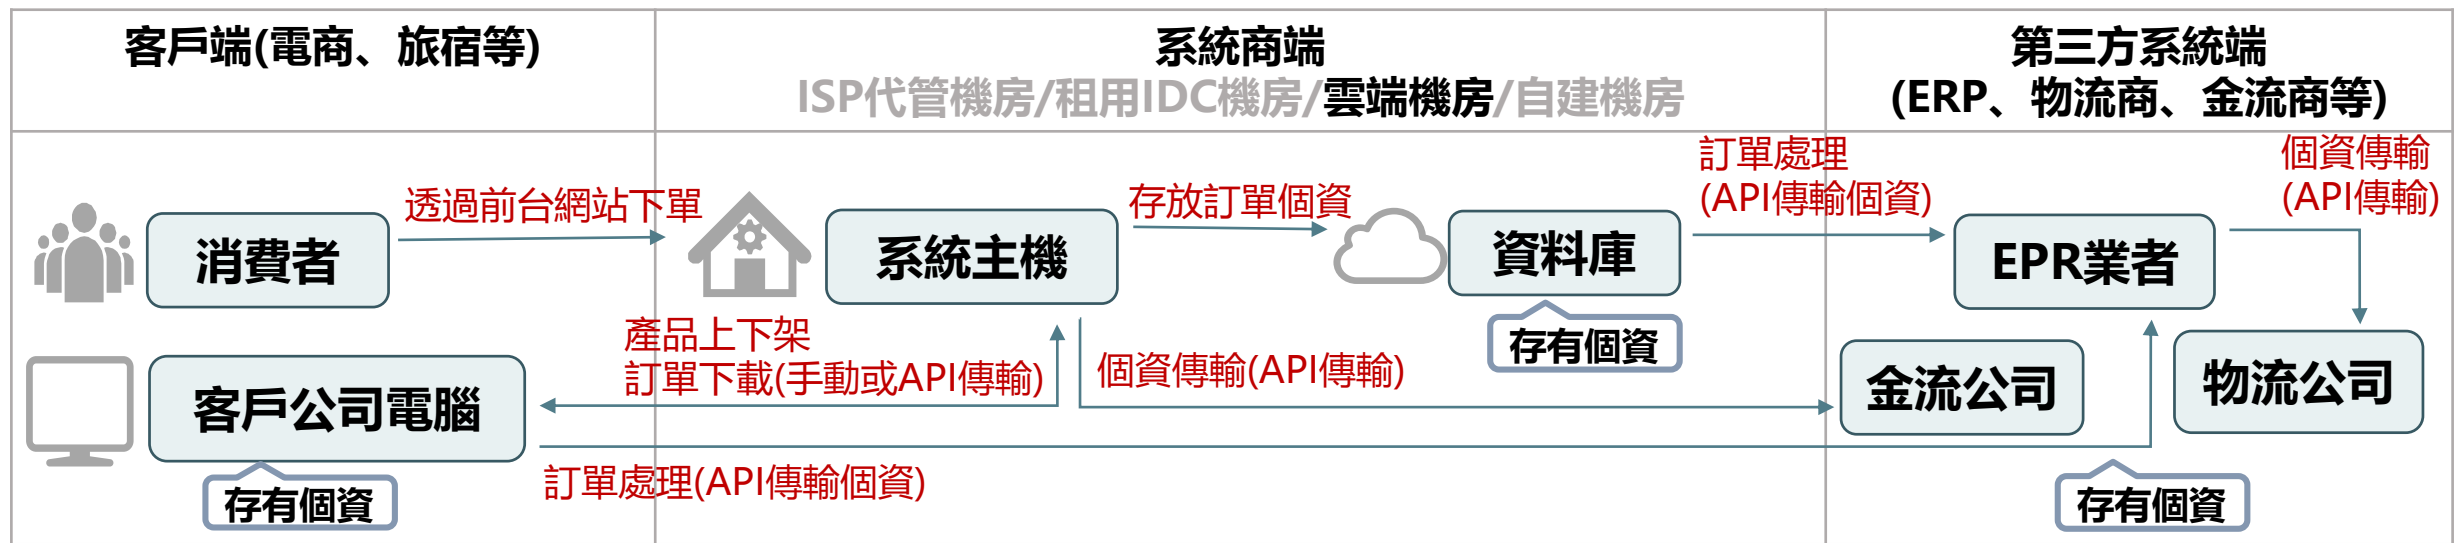 客戶端(電商、旅宿等)
系統商端
ISP代管機房/租用IDC機房/雲端機房/自建機房
第三方系統端
(ERP、物流商、金流商等)
消費者
透過前台網站下單
系統主機
存放訂單個資
資料庫
存有個資
訂單處理
(API傳輸個資)
EPR業者
個資傳輸
(API傳輸)
客戶公司電腦
存有個資
產品上下架
訂單下載(手動或API傳輸)
個資傳輸(API傳輸)
金流公司
物流公司
訂單處理(API傳輸個資)
存有個資